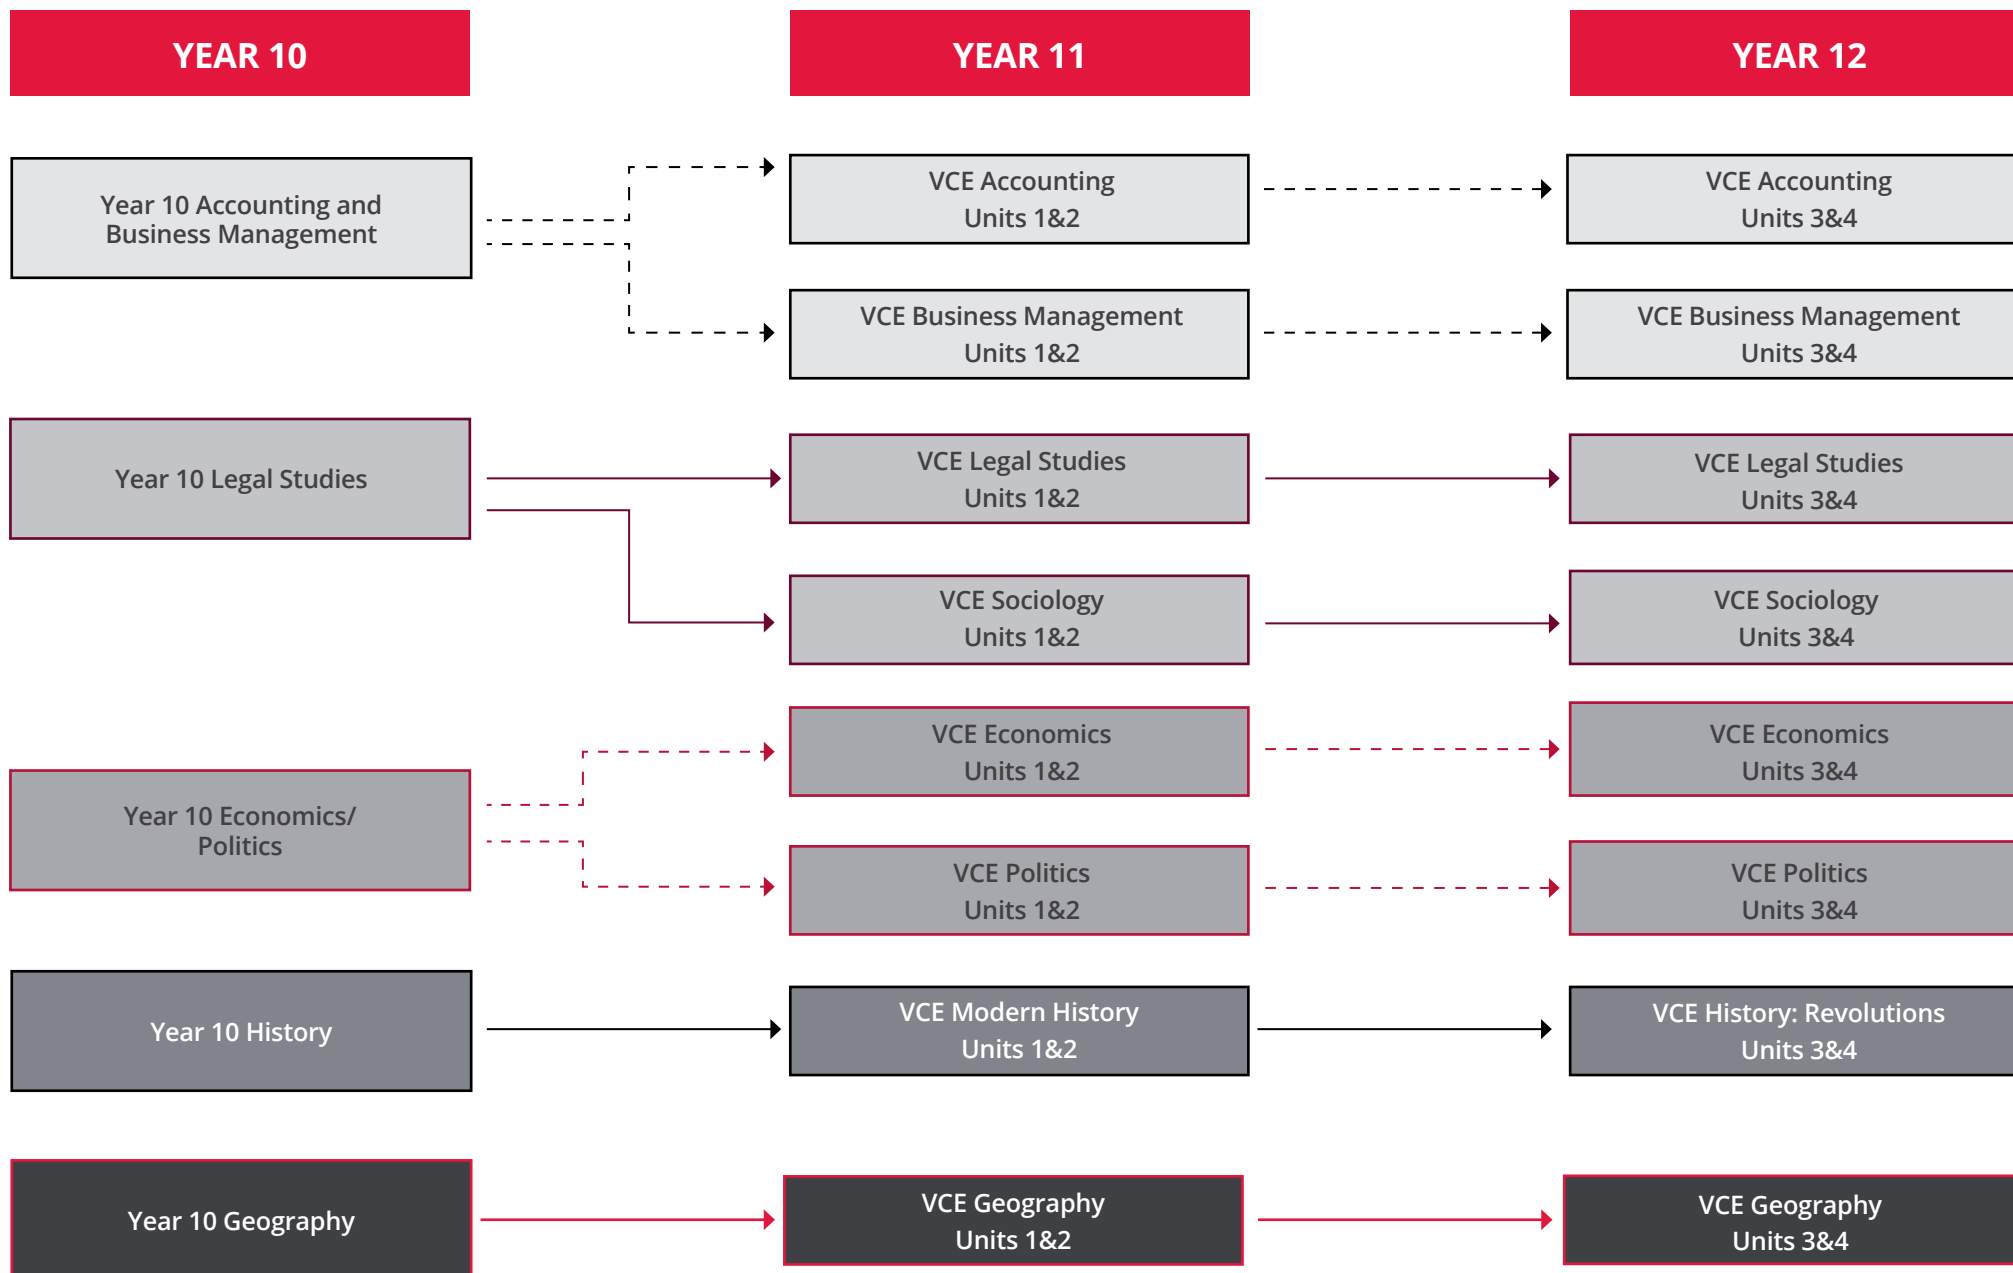 YEAR 10
YEAR 11
YEAR 12
Year 10 Accounting and
Business Management
VCE Accounting
Units 1&2
VCE Accounting
Units 3&4
VCE Business Management
Units 1&2
VCE Business Management
Units 3&4
Year 10 Legal Studies
VCE Legal Studies
Units 1&2
VCE Legal Studies
Units 3&4
VCE Sociology
Units 1&2
VCE Sociology
Units 3&4
Year 10 Economics/
Politics
VCE Economics
Units 1&2
VCE Economics
Units 3&4
VCE Politics
Units 1&2
VCE Politics
Units 3&4
Year 10 History
VCE Modern History
Units 1&2
VCE History: Revolutions
Units 3&4
Year 10 Geography
VCE Geography
Units 1&2
VCE Geography
Units 3&4